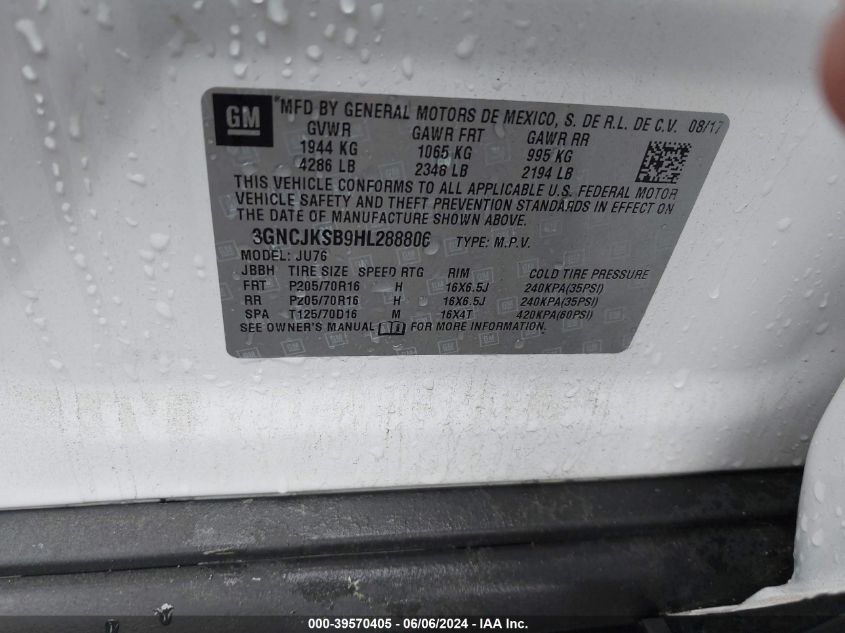 GM
MFD BY GENERAL MOTORS DE MEXICO, S. DE R.L. DE C.V. 08/17
GVWR GAWR FRT GAWR RR
1944 KG 1065 KG 995 KG
4286 LB 2348 LB 2194 LB
THIS VEHICLE CONFORMS TO ALL APPLICABLE U.S. FEDERAL MOTOR
VEHICLE SAFETY AND THEFT PREVENTION STANDARDS IN EFFECT ON
THE DATE OF MANUFACTURE SHOWN ABOVE.
3GNCJKSB9HL288806 TYPE: M.P.V.
MODEL: JU76
JBBH TIRE SIZE SPEED RTG RIM COLD TIRE PRESSURE
FRT P205/70R16 H 16X6.5J 240KPA(35PSI)
RR P205/70R16 H 16X6.5J 240KPA(35PSI)
SPA T125/70D16 M 16X4T 420KPA(60PSI)
SEE OWNER'S MANUAL FOR MORE INFORMATION.
000-39570405 - 06/06/2024 - IAA Inc.